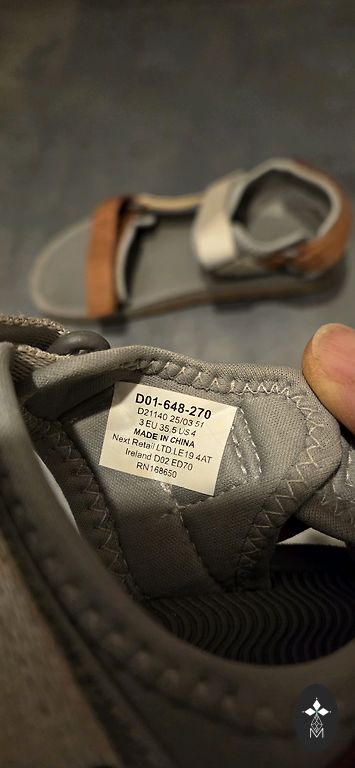 D01-648-270
D21140 25/03 51
3 EU 35.5 US 4
MADE IN CHINA
Next Retail LTD.LE19 4AT
Ireland D02 ED70
RN168650
M